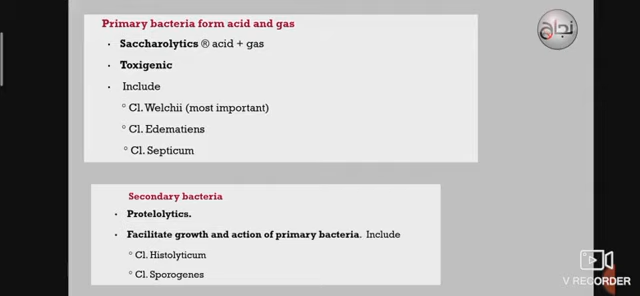 Primary bacteria form acid and gas
نجاح
• Saccharolytics ® acid + gas
• Toxigenic
• Include
° Cl. Welchii (most important)
° Cl. Edematiens
° Cl. Septicum
Secondary bacteria
• Protelolytics.
• Facilitate growth and action of primary bacteria. Include
° Cl. Histolyticum
° Cl. Sporogenes
V RECORDER